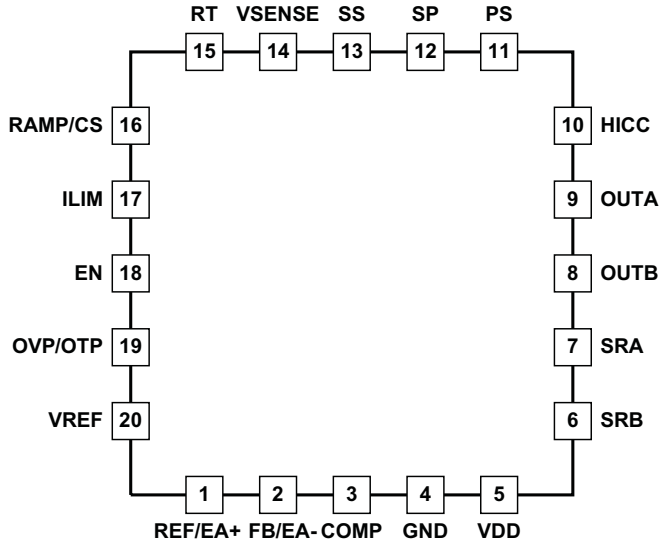 RT VSENSE SS SP PS
15 14 13 12 11
RAMP/CS 16 10 HICC
ILIM 17 9 OUTA
EN 18 8 OUTB
OVP/OTP 19 7 SRA
VREF 20 6 SRB
1 2 3 4 5
REF/EA+ FB/EA- COMP GND VDD